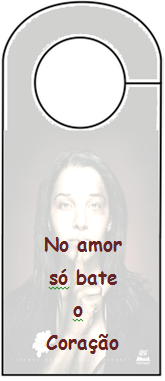 No amor
só bate
o
Coração